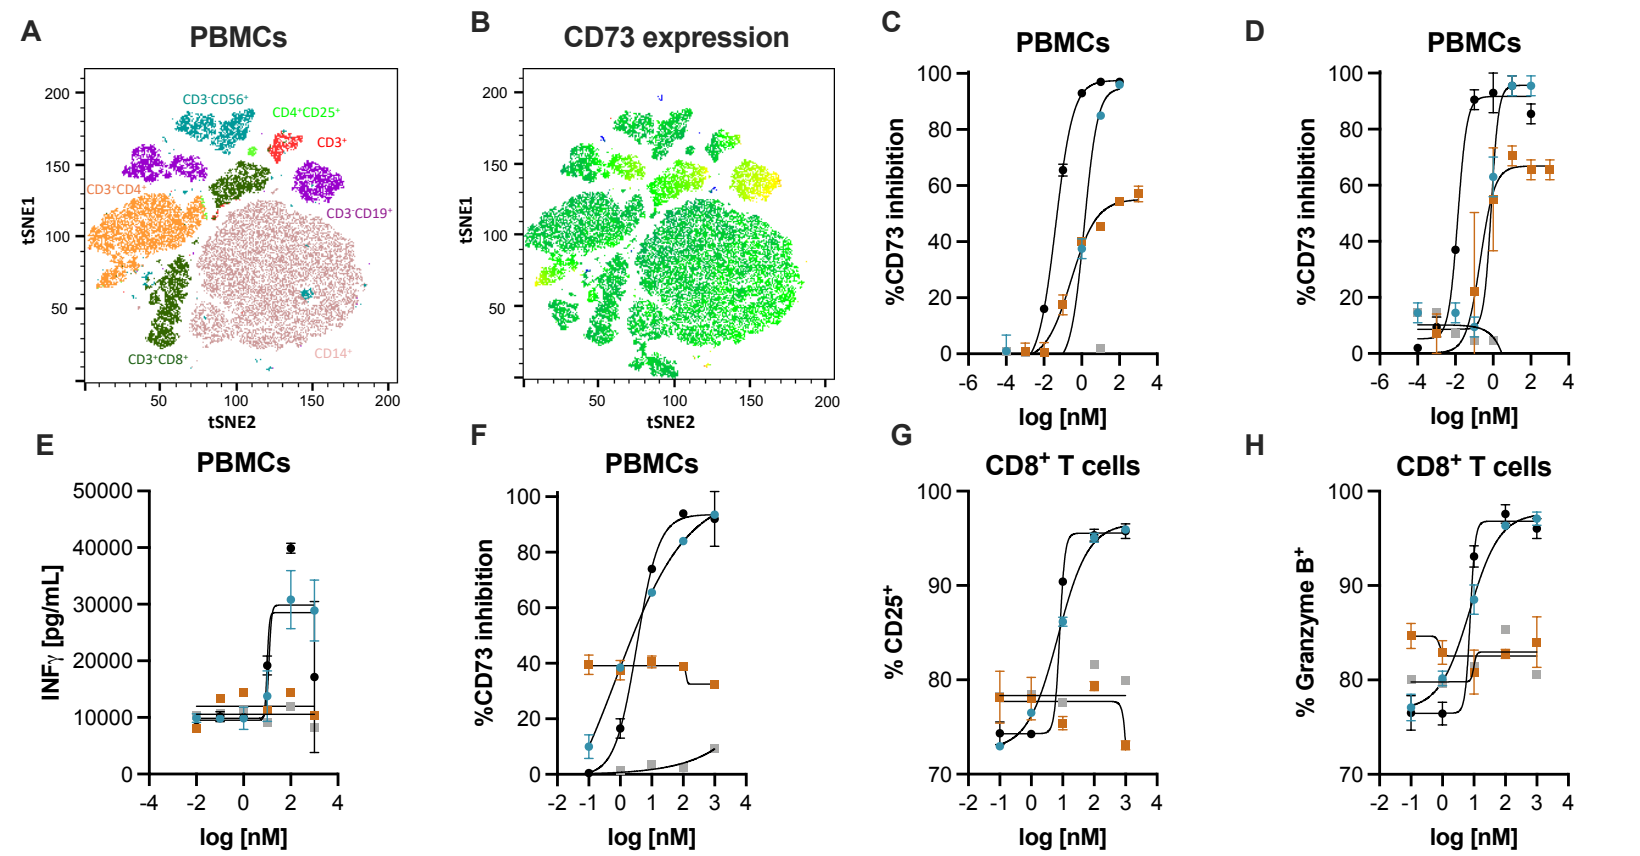 A
PBMCs
tSNE1
200
150
100
50
CD3⁻CD56⁺
CD4⁺CD25⁺
CD3⁺
CD3⁺CD4⁺
CD3⁻CD19⁺
CD3⁺CD8⁺
CD14⁺
50 100 150 200
tSNE2
B
CD73 expression
tSNE1
200
150
100
50
50 100 150 200
tSNE2
C
PBMCs
%CD73 inhibition
100
80
60
40
20
0
-6 -4 -2 0 2 4
log [nM]
D
PBMCs
%CD73 inhibition
100
80
60
40
20
0
-6 -4 -2 0 2 4
log [nM]
E
PBMCs
INFγ [pg/mL]
50000
40000
30000
20000
10000
0
-4 -2 0 2 4
log [nM]
F
PBMCs
%CD73 inhibition
100
80
60
40
20
0
-2 -1 0 1 2 3 4
log [nM]
G
CD8⁺ T cells
% CD25⁺
100
90
80
70
-2 -1 0 1 2 3 4
log [nM]
H
CD8⁺ T cells
% Granzyme B⁺
100
90
80
70
-2 -1 0 1 2 3 4
log [nM]